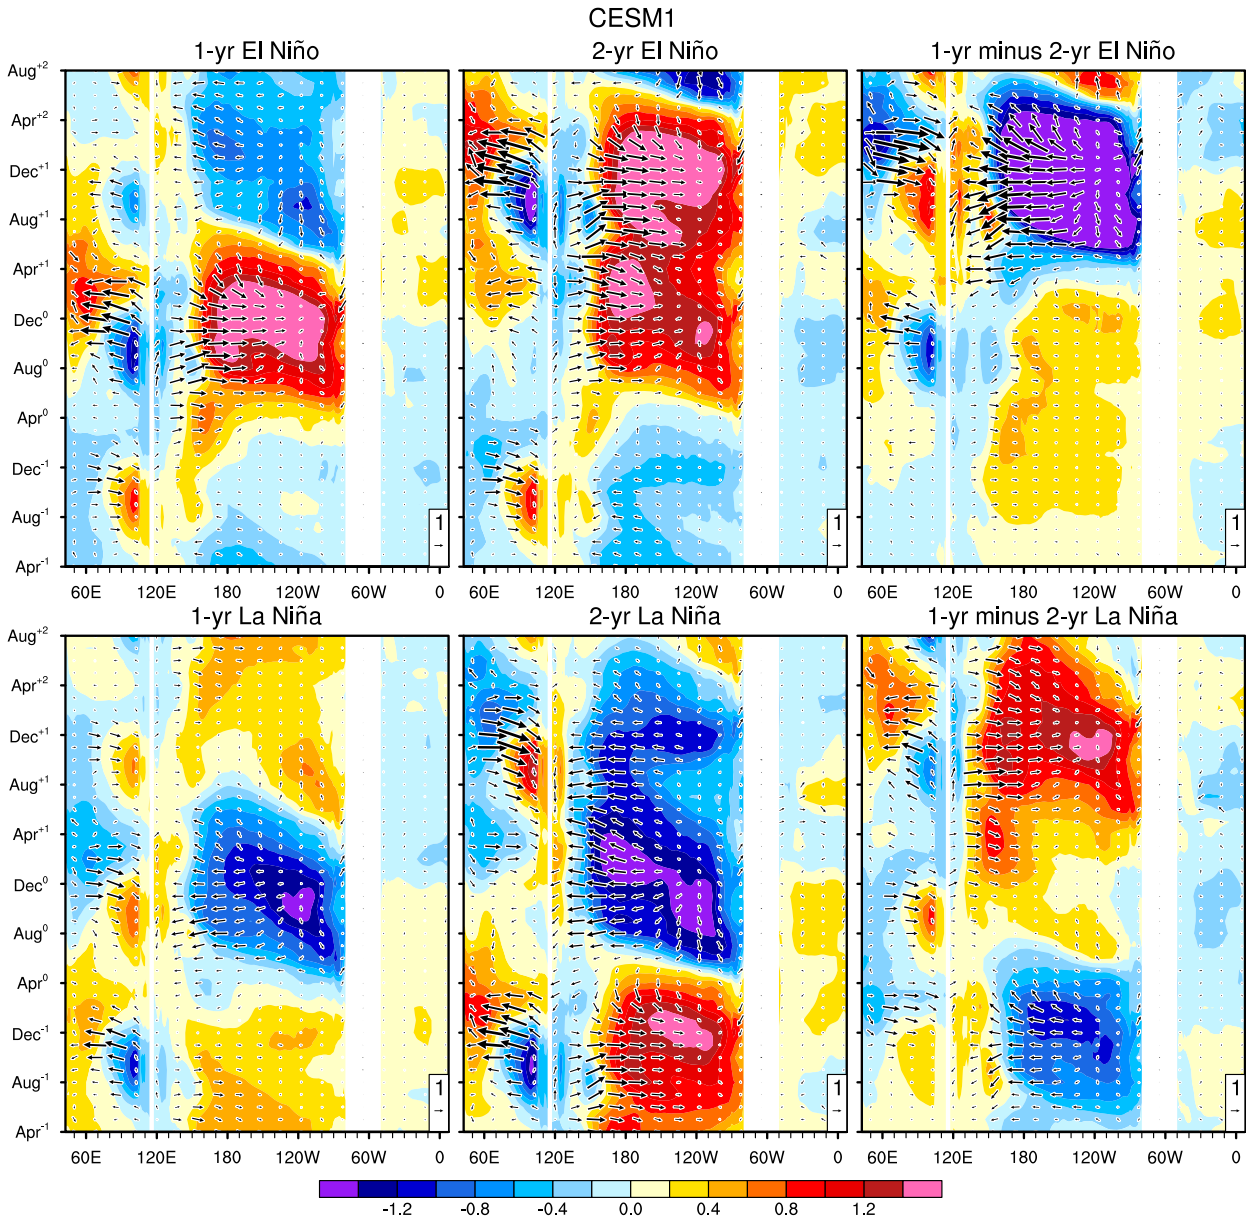 CESM1
1-yr El Niño 2-yr El Niño 1-yr minus 2-yr El Niño
Aug+2
Apr+2
Dec+1
Aug+1
Apr+1
Dec0
Aug0
Apr0
Dec-1
Aug-1
Apr-1
1 1 1
60E 120E 180 120W 60W 0 60E 120E 180 120W 60W 0 60E 120E 180 120W 60W 0
1-yr La Niña 2-yr La Niña 1-yr minus 2-yr La Niña
Aug+2
Apr+2
Dec+1
Aug+1
Apr+1
Dec0
Aug0
Apr0
Dec-1
Aug-1
Apr-1
1 1 1
60E 120E 180 120W 60W 0 60E 120E 180 120W 60W 0 60E 120E 180 120W 60W 0
-1.2 -0.8 -0.4 0.0 0.4 0.8 1.2